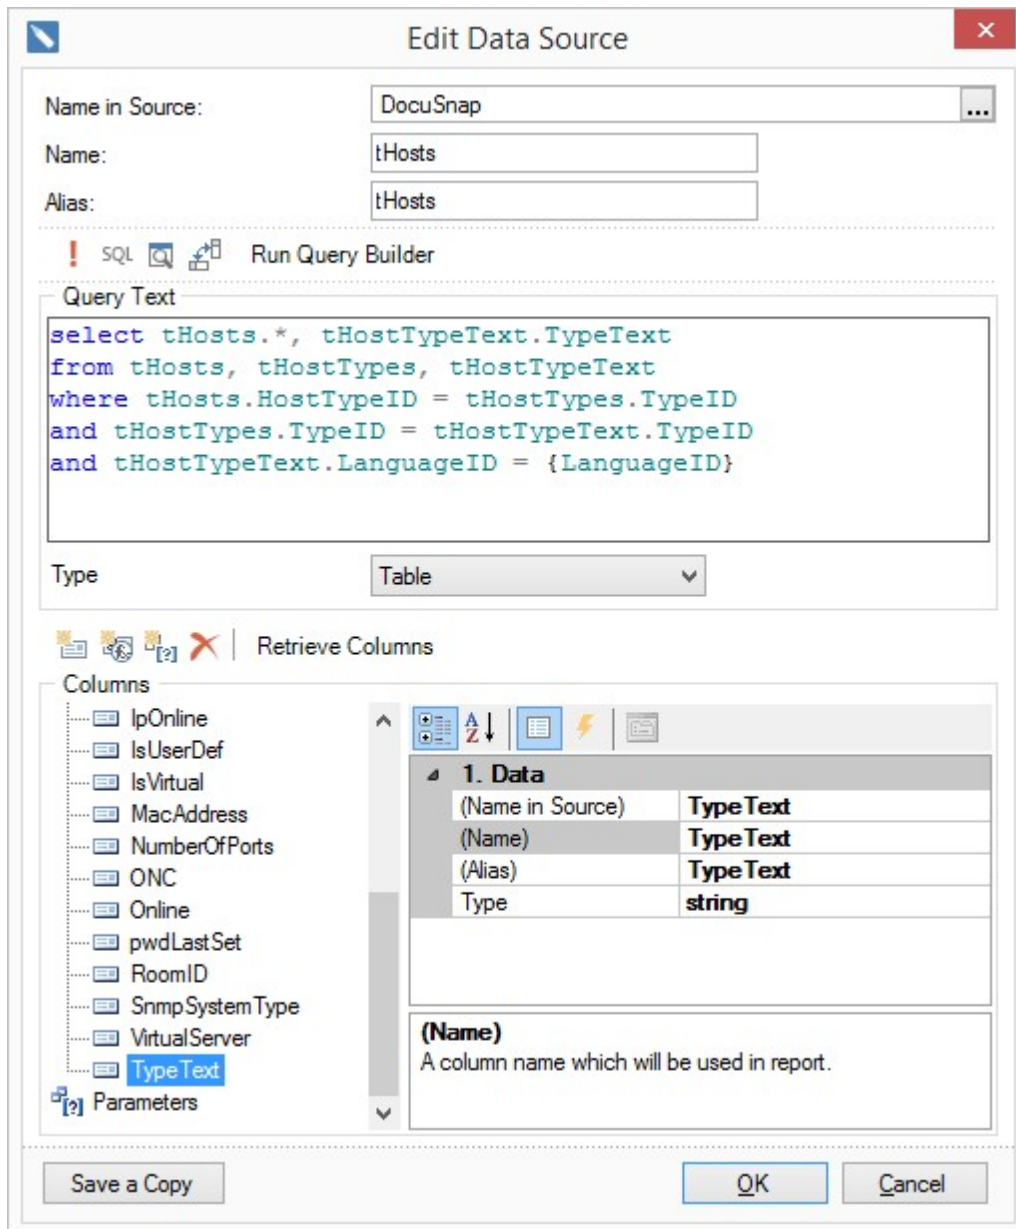 Edit Data Source
Name in Source: DocuSnap ...
Name: tHosts
Alias: tHosts
! SQL Run Query Builder
Query Text
select tHosts.*, tHostTypeText.TypeText
from tHosts, tHostTypes, tHostTypeText
where tHosts.HostTypeID = tHostTypes.TypeID
and tHostTypes.TypeID = tHostTypeText.TypeID
and tHostTypeText.LanguageID = {LanguageID}
Type Table
Retrieve Columns
Columns
IpOnline
IsUserDef
IsVirtual
MacAddress
NumberOfPorts
ONC
Online
pwdLastSet
RoomID
SnmpSystemType
VirtualServer
TypeText
[?] Parameters
1. Data
(Name in Source) TypeText
(Name) TypeText
(Alias) TypeText
Type string
(Name)
A column name which will be used in report.
Save a Copy OK Cancel